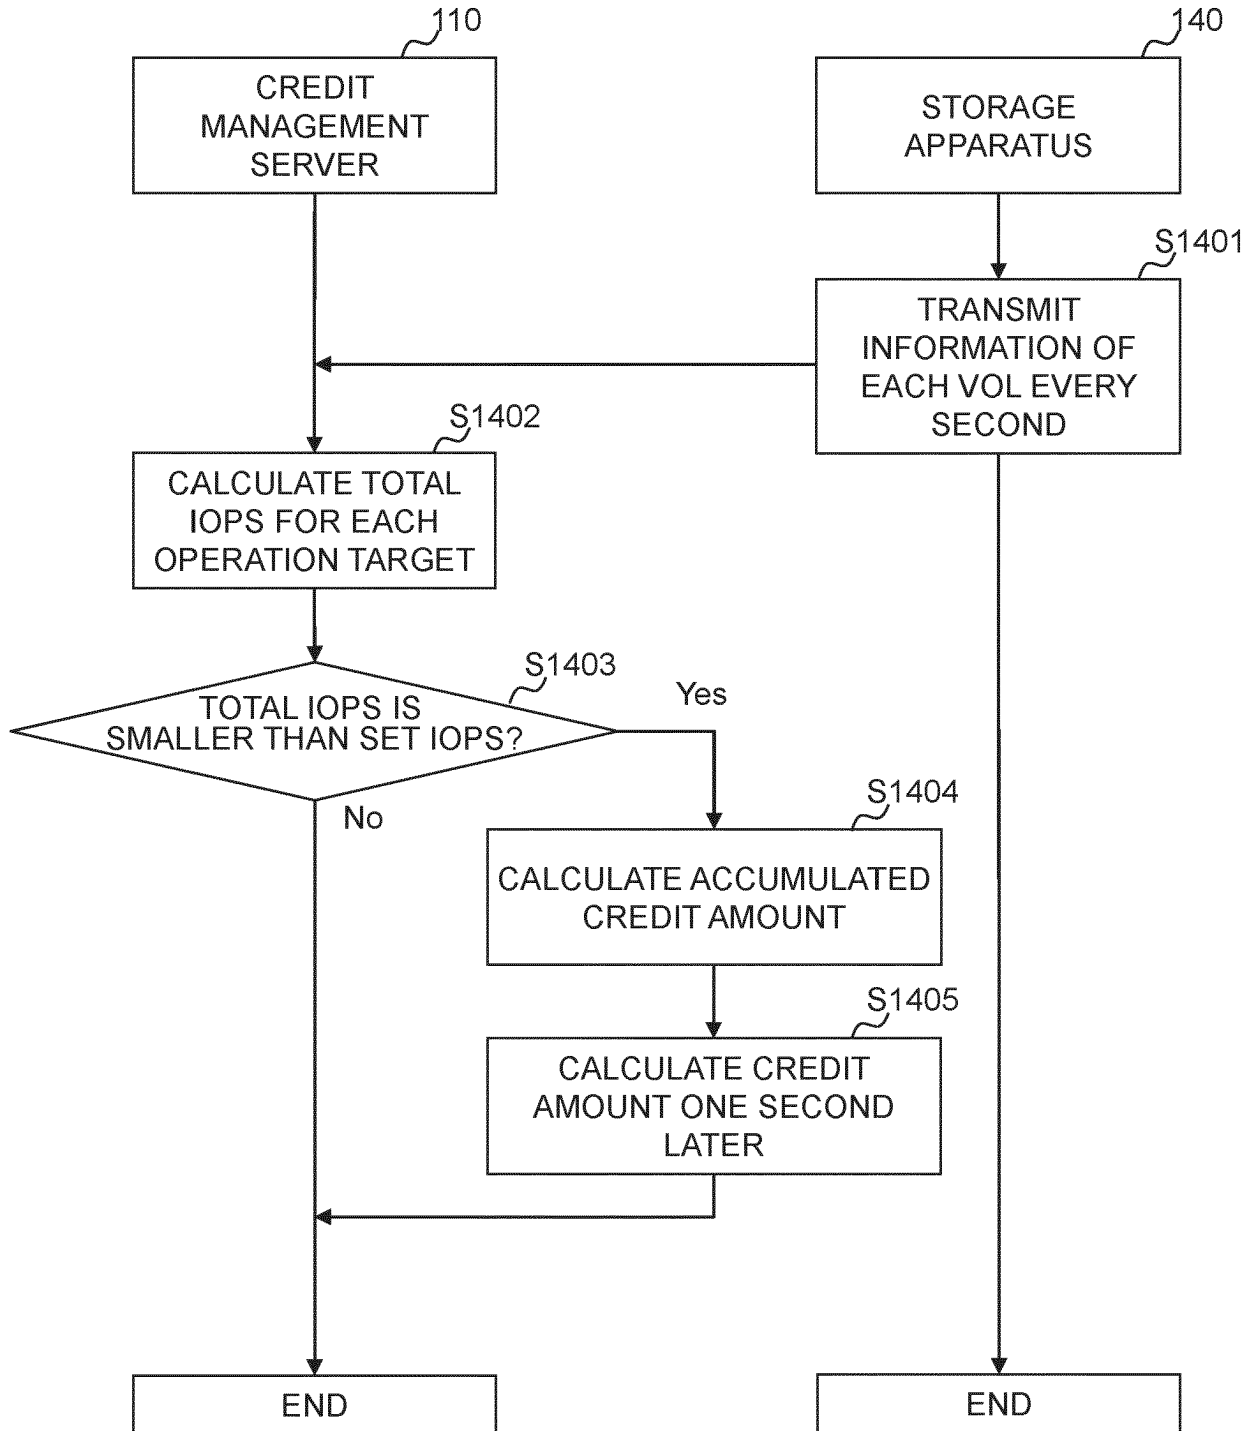 110
CREDIT
MANAGEMENT
SERVER
140
STORAGE
APPARATUS
S1401
TRANSMIT
INFORMATION OF
EACH VOL EVERY
SECOND
S1402
CALCULATE TOTAL
IOPS FOR EACH
OPERATION TARGET
S1403
TOTAL IOPS IS
SMALLER THAN SET IOPS?
Yes
No
S1404
CALCULATE ACCUMULATED
CREDIT AMOUNT
S1405
CALCULATE CREDIT
AMOUNT ONE SECOND
LATER
END
END